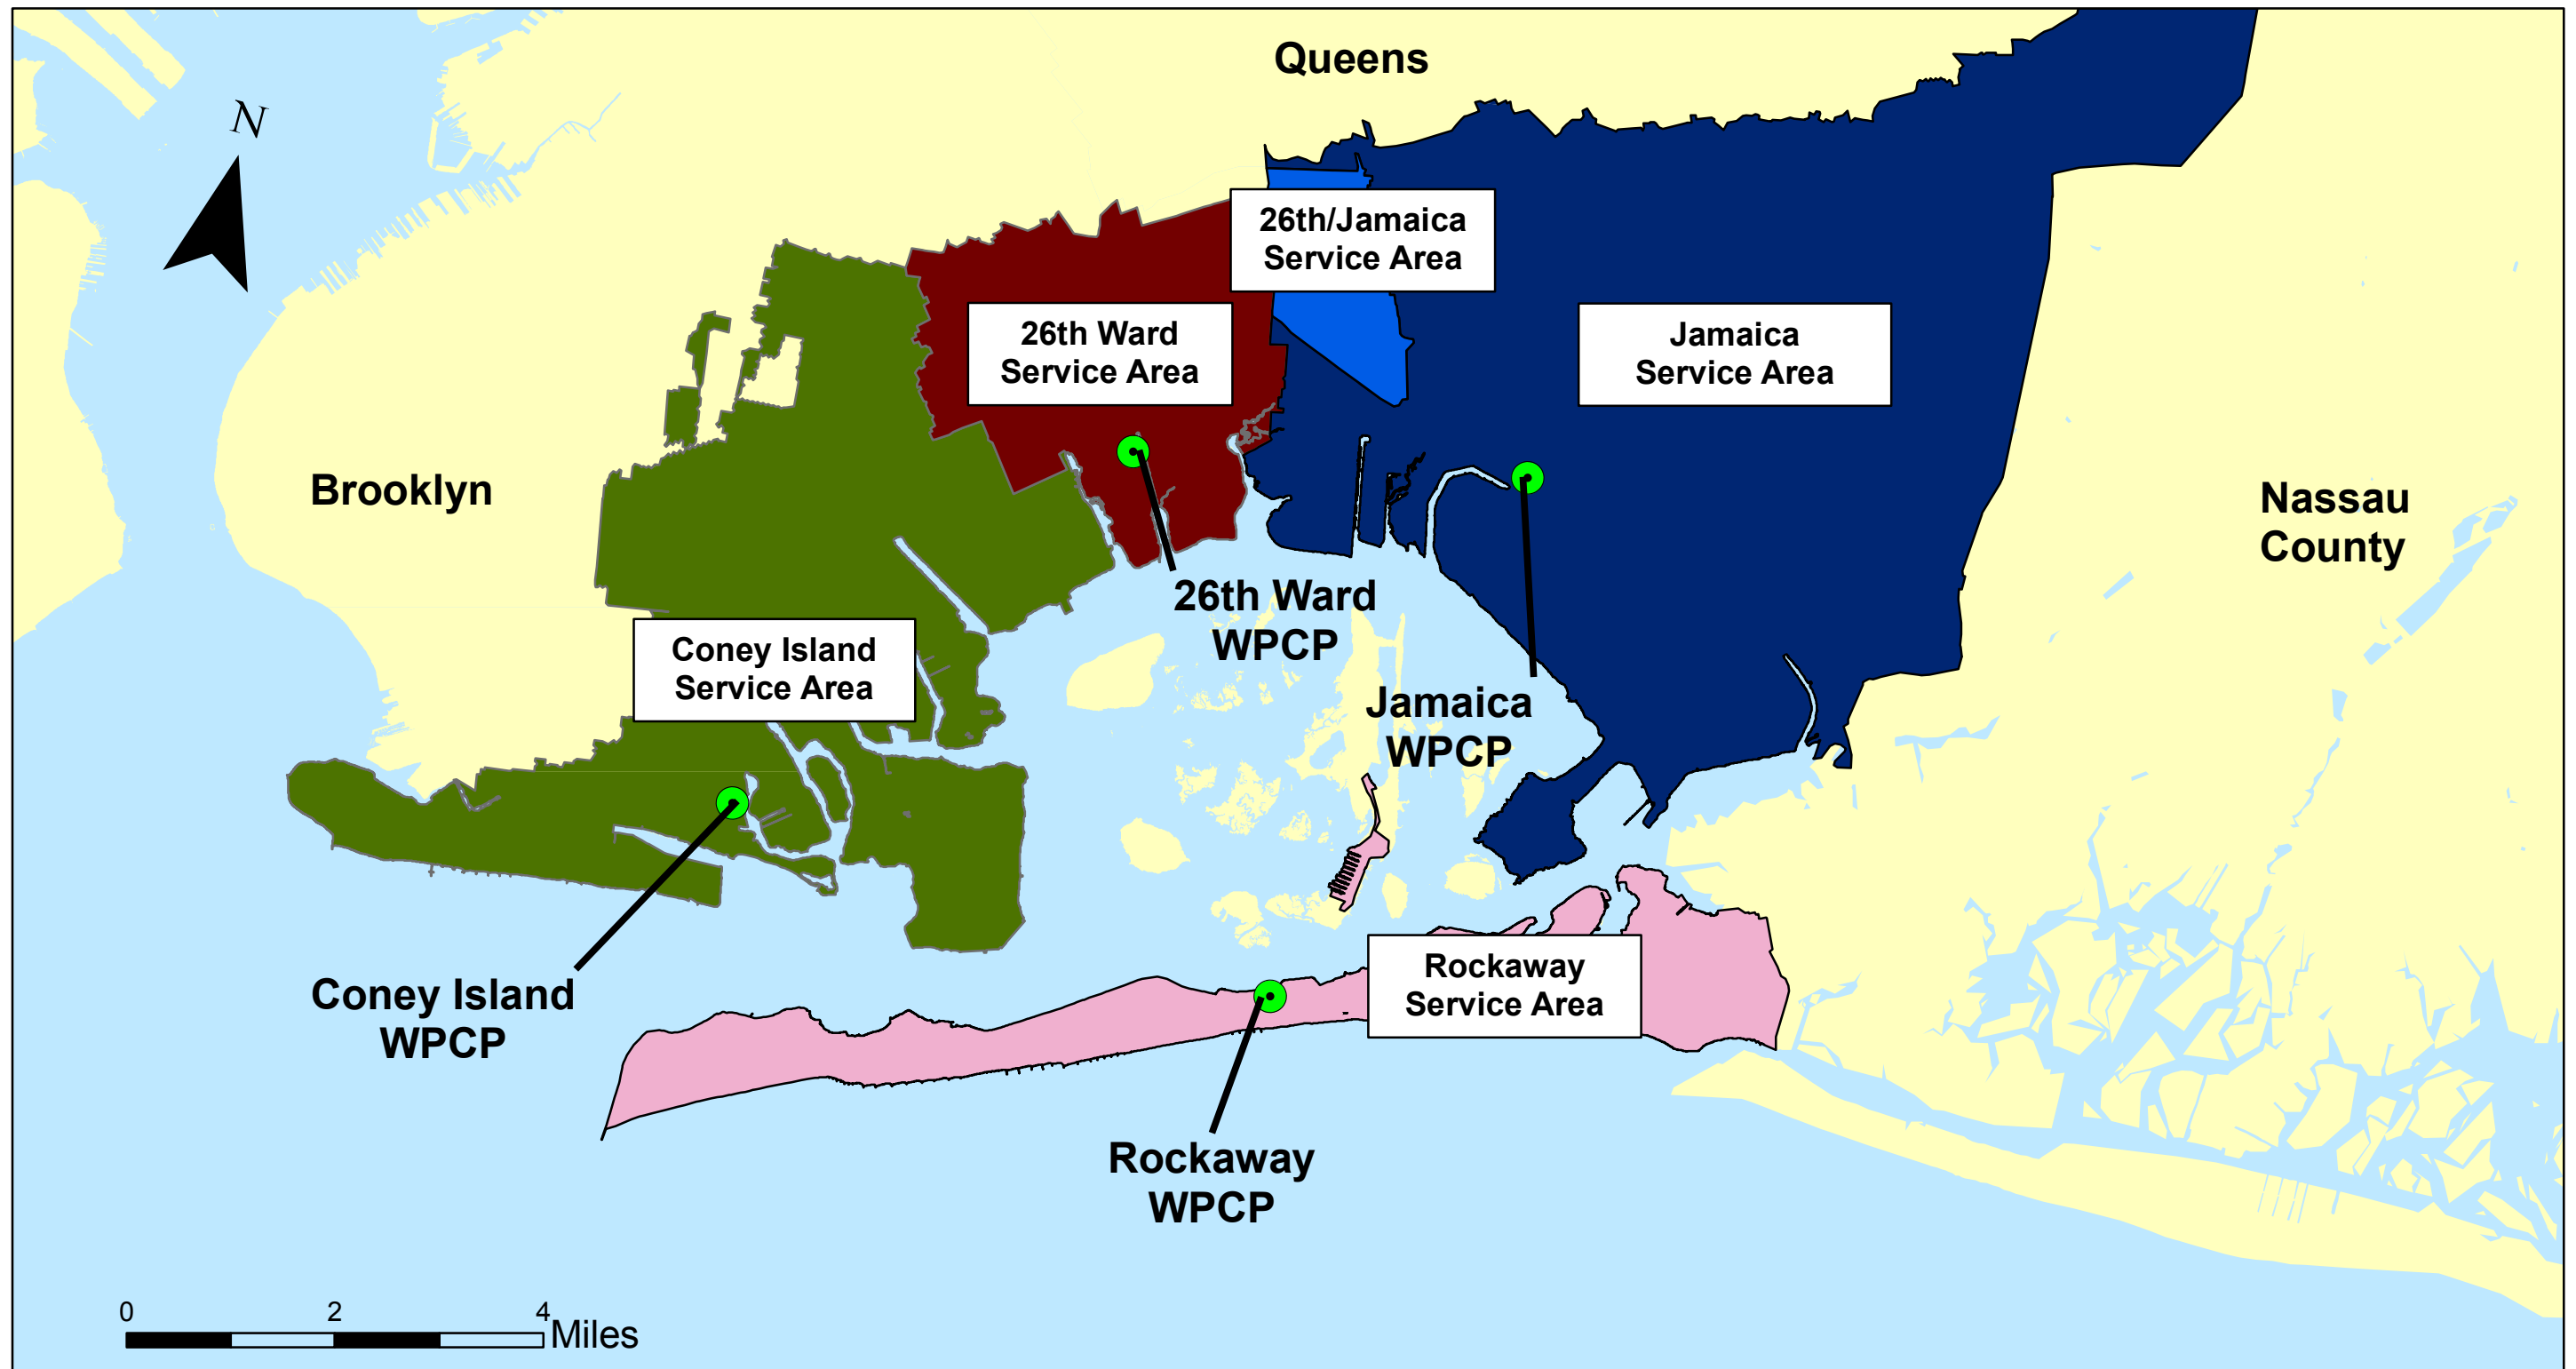 Queens
N
26th/Jamaica
Service Area
26th Ward
Service Area
Jamaica
Service Area
Brooklyn
Nassau
County
26th Ward
WPCP
Coney Island
Service Area
Jamaica
WPCP
Rockaway
Service Area
Coney Island
WPCP
Rockaway
WPCP
0 2 4
Miles